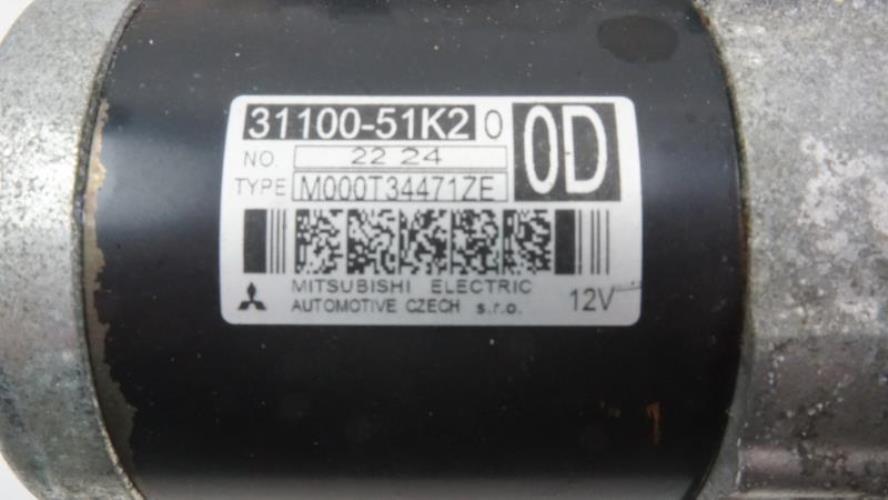 31100-51K2 0 0D
NO. 22 24
TYPE M000T34471ZE
MITSUBISHI ELECTRIC
AUTOMOTIVE CZECH s.r.o. 12V